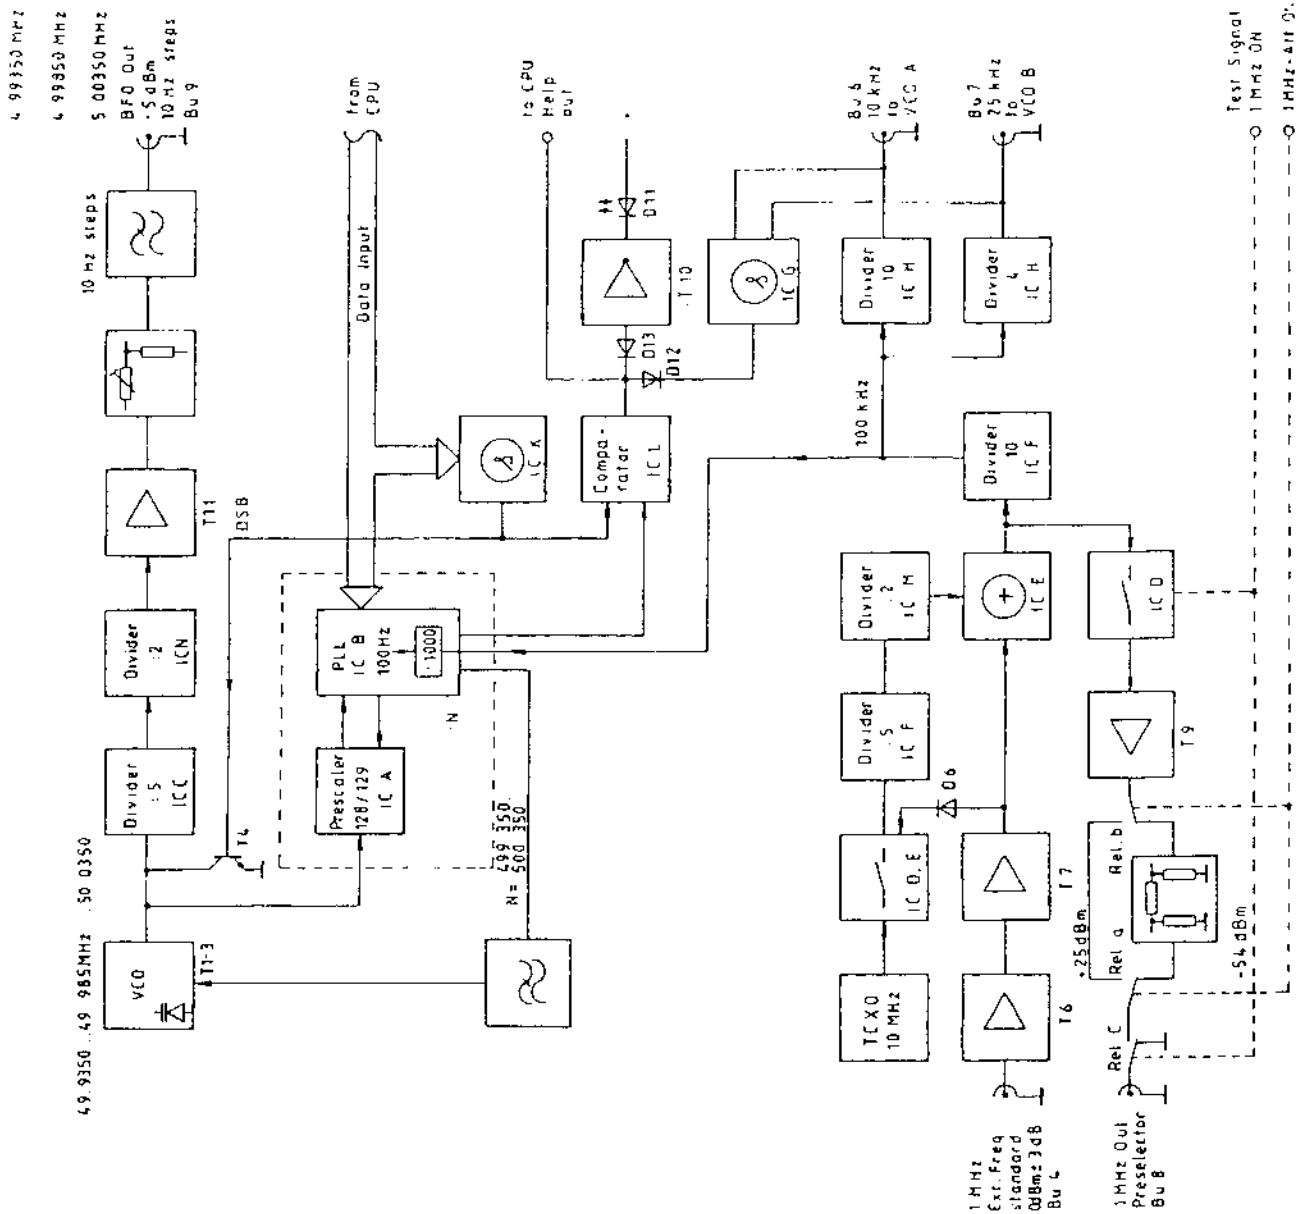 4 99350 MHz
4 99850 MHz
5 00350 MHz
BFO Out
-5 dBm
10 Hz steps
Bu 9
10 Hz steps
T11
Divider
:2
IC N
Divider
:5
IC C
49.9350 ..49 985MHz .50 0350
VCO
T1-3
T4
DSB
from
CPU
Data Input
PLL
IC B
100Hz
:1000
N
Prescaler
128/129
IC A
499 350.
N= 500 350
IC K
to CPU
Help
out
D11
T10
D13
D12
IC G
Compa-
rator
IC L
Bu 6
10 kHz
to
VCO A
Bu 7
25 kHz
to
VCO B
Divider
10
IC H
Divider
4
IC H
100 kHz
Divider
10
IC F
Divider
:2
IC M
IC E
IC D
Divider
:5
IC F
D6
T9
IC D,E
T7
T6
TCXO
10 MHz
+25dBm
-54dBm
Rel a
Rel.b
Rel C
1 MHz
Ext. Freq
standard
0dBm±3dB
Bu 4
1MHz Out
Preselector
Bu 8
Test Signal
1 MHz ON
1MHz-Att